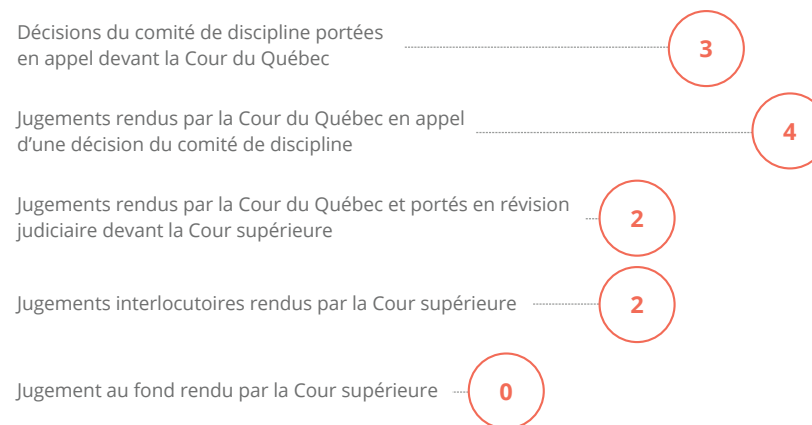 Décisions du comité de discipline portées
en appel devant la Cour du Québec
3
Jugements rendus par la Cour du Québec en appel
d’une décision du comité de discipline
4
Jugements rendus par la Cour du Québec et portés en révision
judiciaire devant la Cour supérieure
2
Jugements interlocutoires rendus par la Cour supérieure
2
Jugement au fond rendu par la Cour supérieure
0